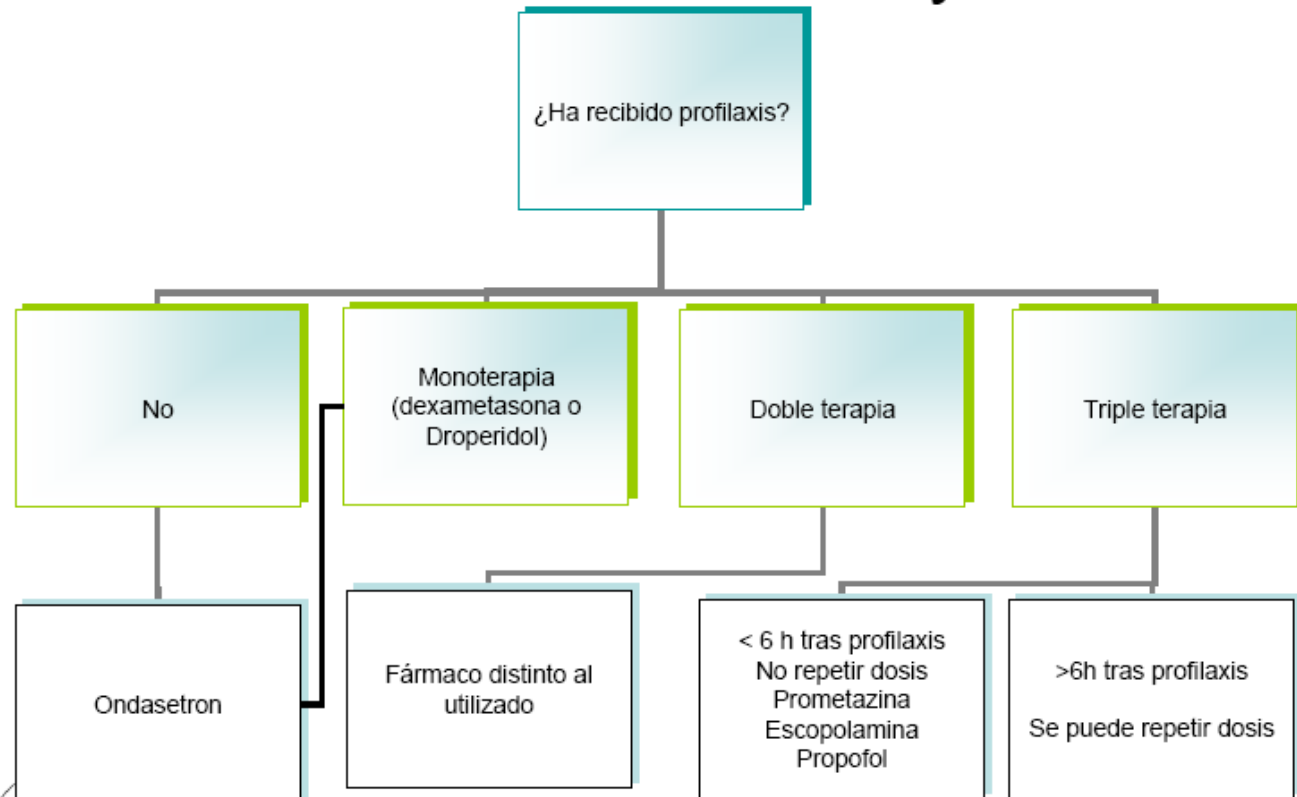 ¿Ha recibido profilaxis?
No
Monoterapia
(dexametasona o
Droperidol)
Doble terapia
Triple terapia
Ondasetron
Fármaco distinto al
utilizado
< 6 h tras profilaxis
No repetir dosis
Prometazina
Escopolamina
Propofol
>6h tras profilaxis
Se puede repetir dosis